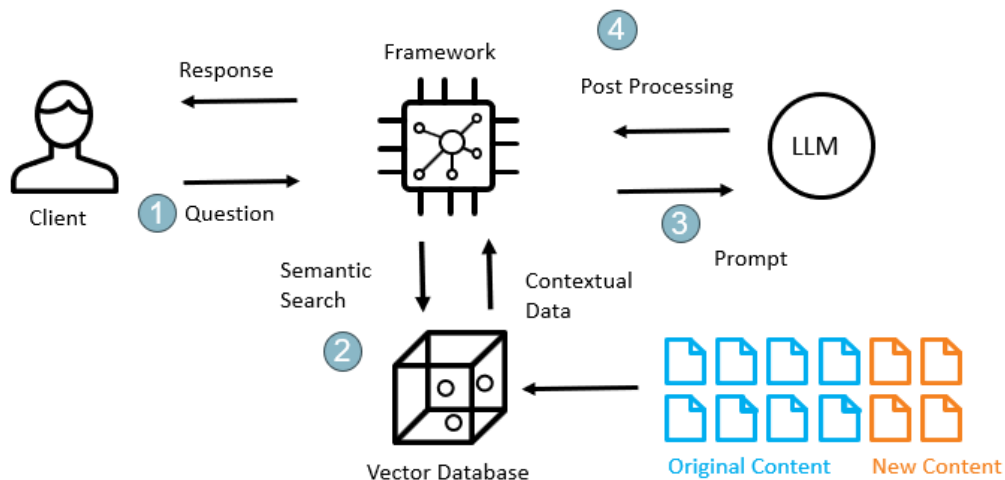 4
Framework
Response
Post Processing
LLM
1
Question
Client
3
Prompt
Semantic
Search
Contextual
Data
2
Vector Database
Original Content
New Content